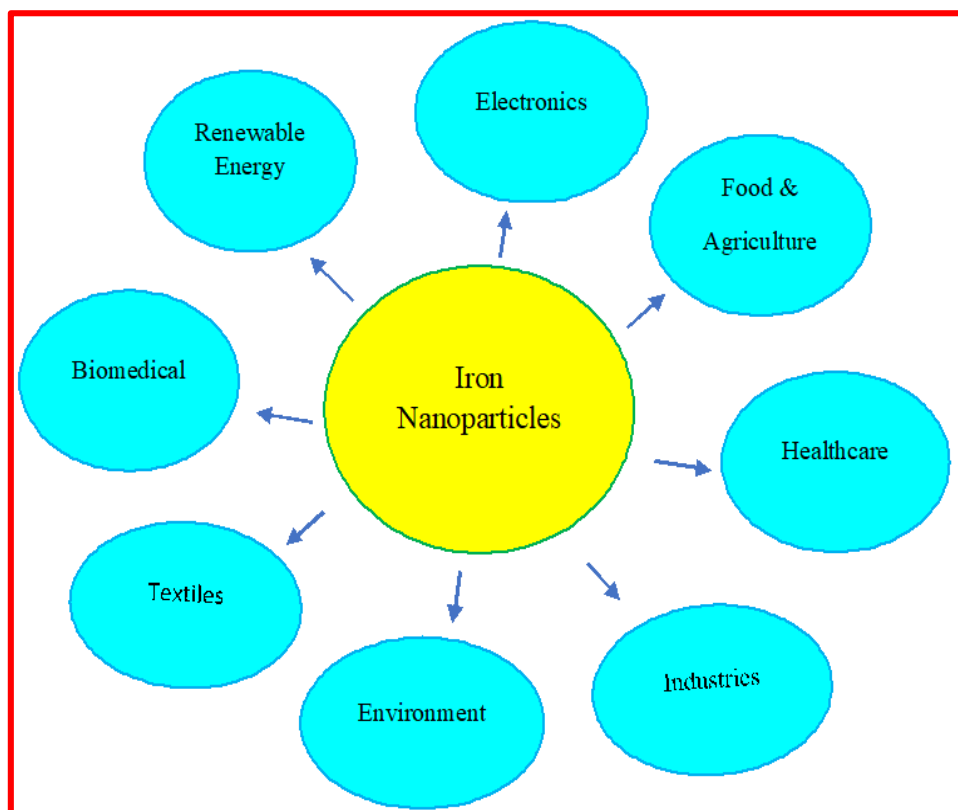 Electronics
Renewable
Energy
Food &
Agriculture
Biomedical
Iron
Nanoparticles
Healthcare
Textiles
Industries
Environment